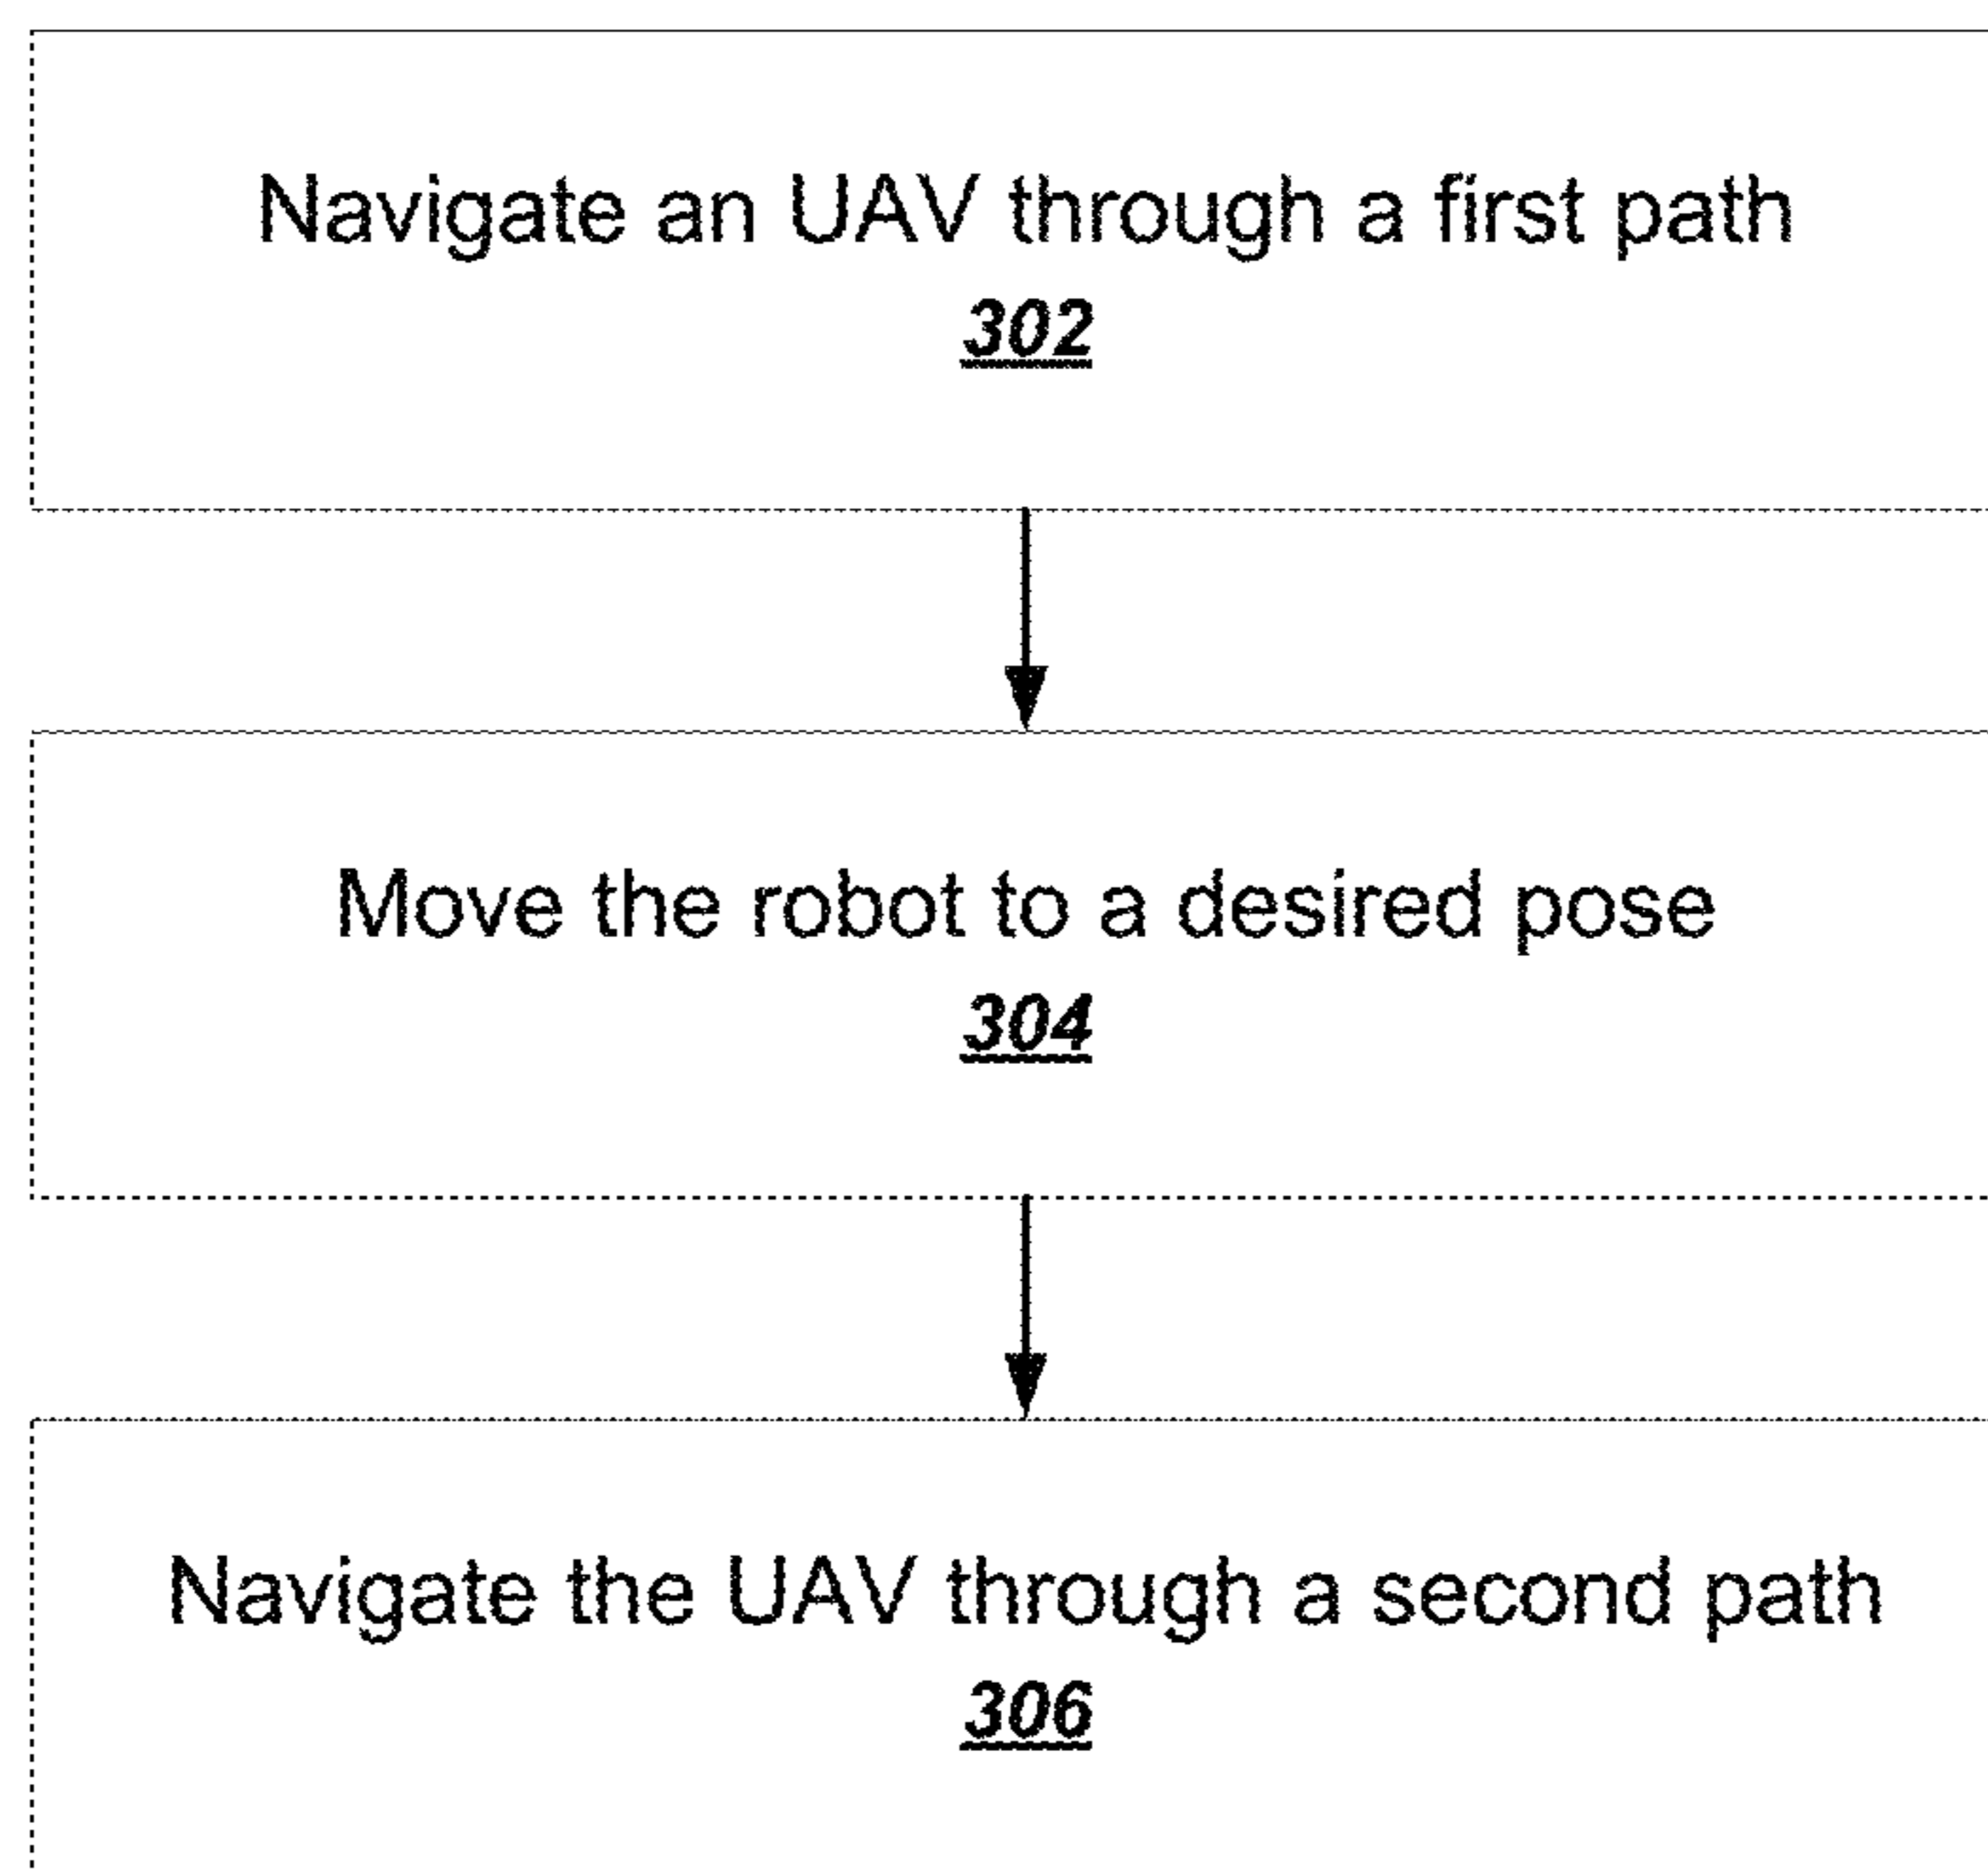 Navigate an UAV through a first path
302
Move the robot to a desired pose
304
Navigate the UAV through a second path
306